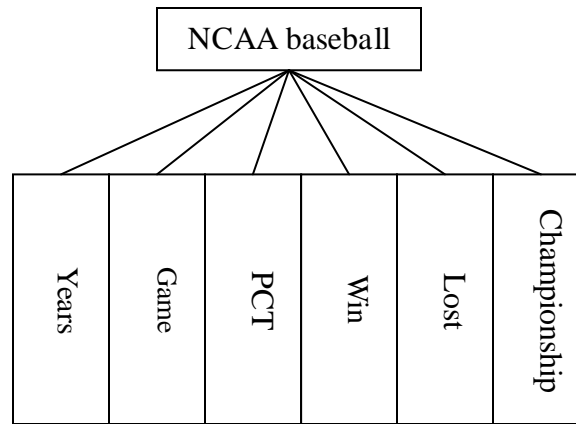 NCAA baseball
Years
Game
PCT
Win
Lost
Championship